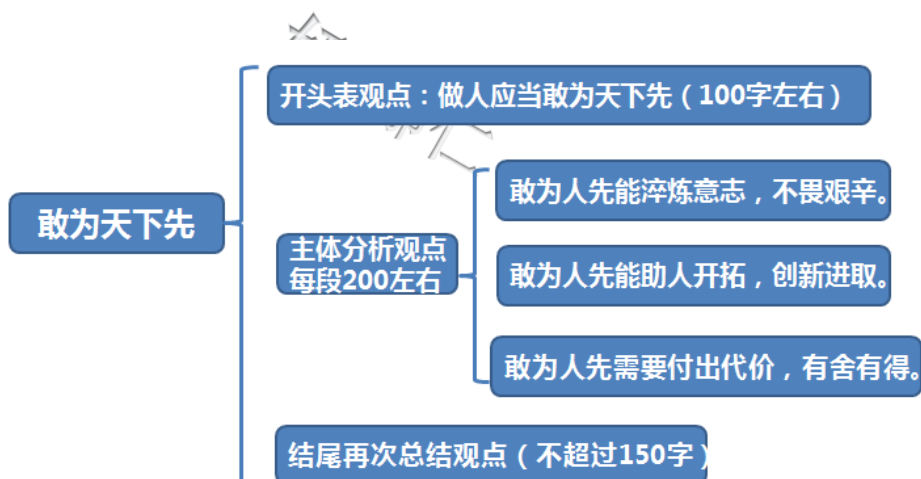 敢为天下先
开头表观点：做人应当敢为天下先（100字左右）
主体分析观点
每段200左右
敢为人先能淬炼意志，不畏艰辛。
敢为人先能助人开拓，创新进取。
敢为人先需要付出代价，有舍有得。
结尾再次总结观点（不超过150字）